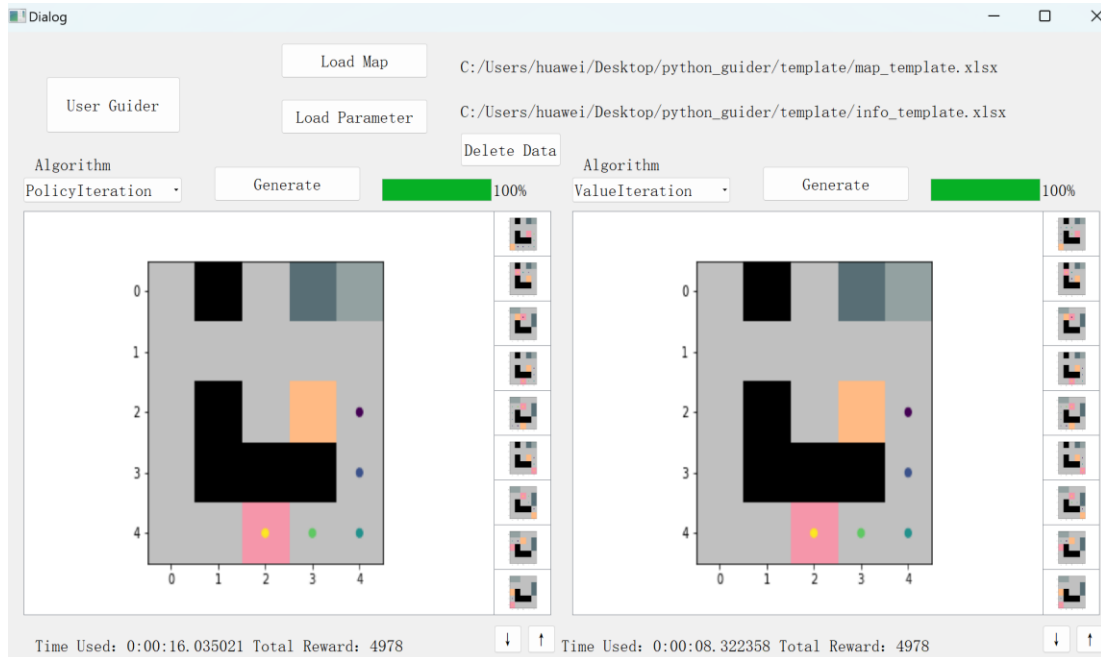 Dialog
Load Map
C:/Users/huawei/Desktop/python_guider/template/map_template.xlsx
User Guider
Load Parameter
C:/Users/huawei/Desktop/python_guider/template/info_template.xlsx
Delete Data
Algorithm
PolicyIteration
Generate
100%
0
1
2
3
4
0 1 2 3 4
Time Used: 0:00:16.035021 Total Reward: 4978
↓ ↑
Algorithm
ValueIteration
Generate
100%
0
1
2
3
4
0 1 2 3 4
Time Used: 0:00:08.322358 Total Reward: 4978
↓ ↑